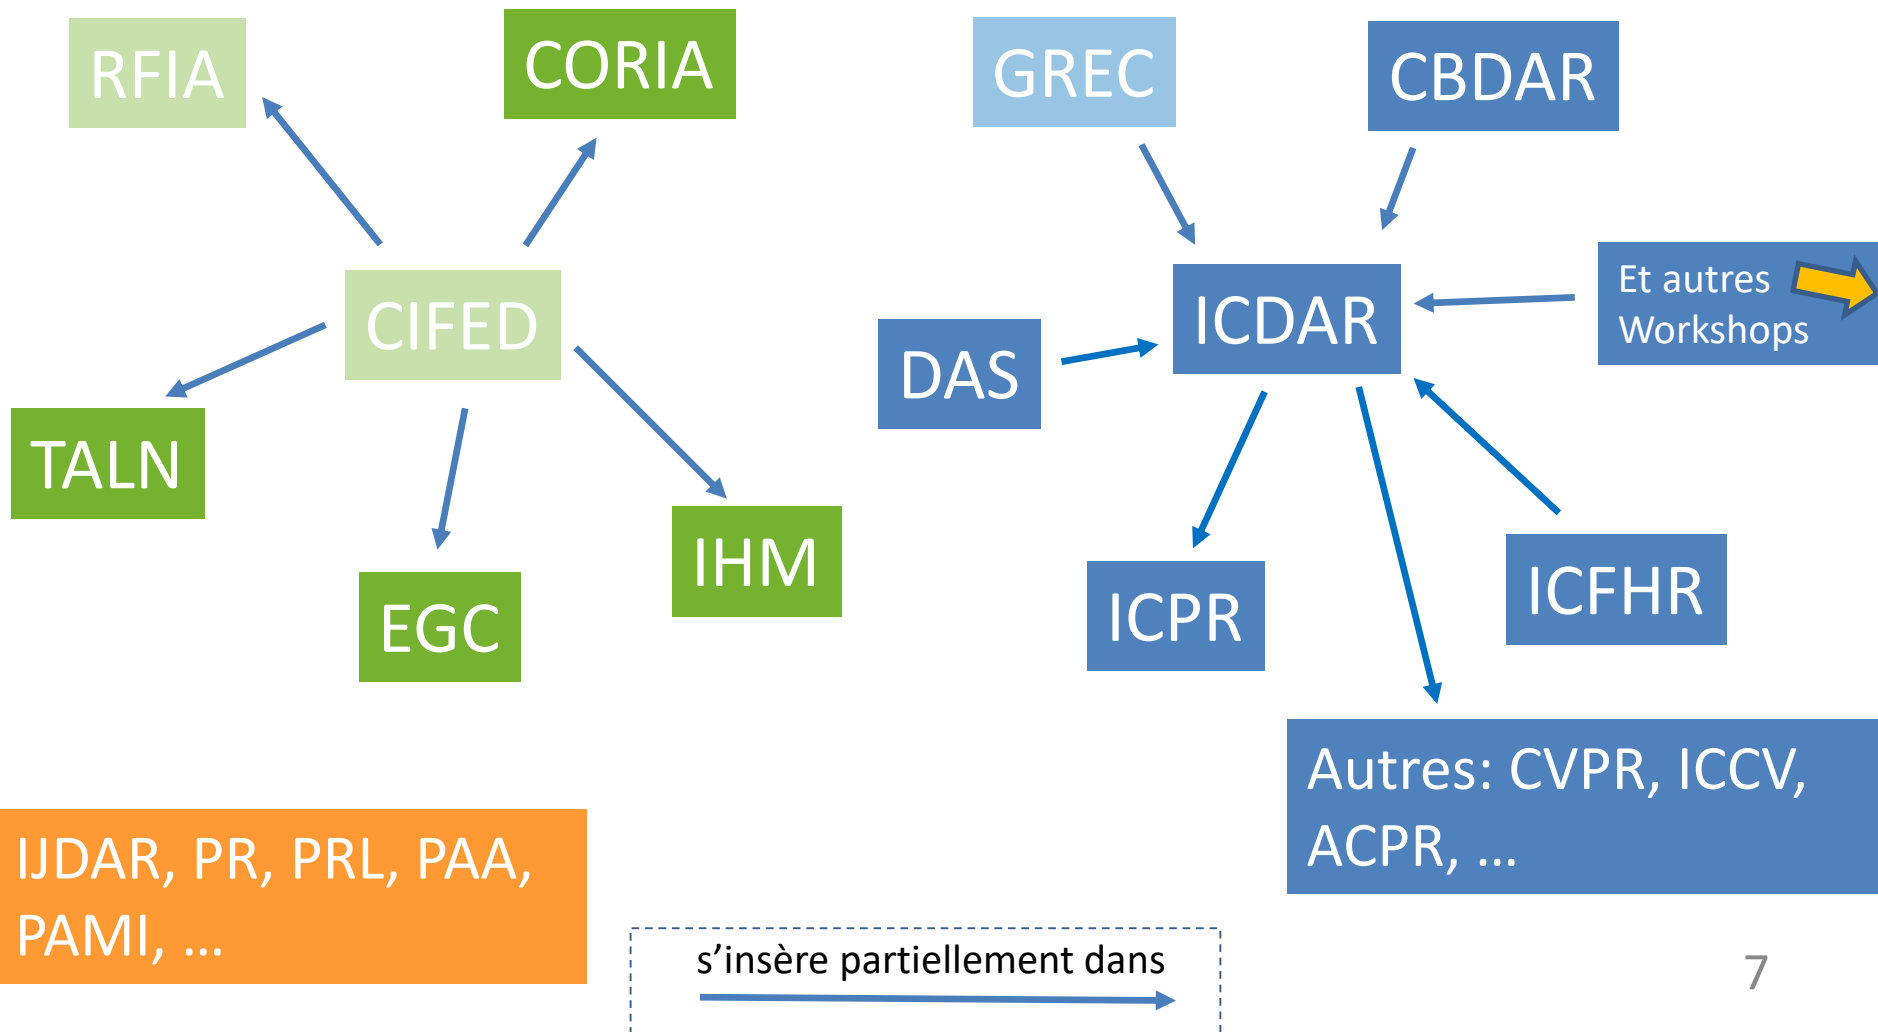 RFIA
CORIA
GREC
CBDAR
CIFED
ICDAR
Et autres
Workshops
DAS
TALN
IHM
EGC
ICPR
ICFHR
Autres: CVPR, ICCV,
ACPR, …
IJDAR, PR, PRL, PAA,
PAMI, …
s’insère partiellement dans
7